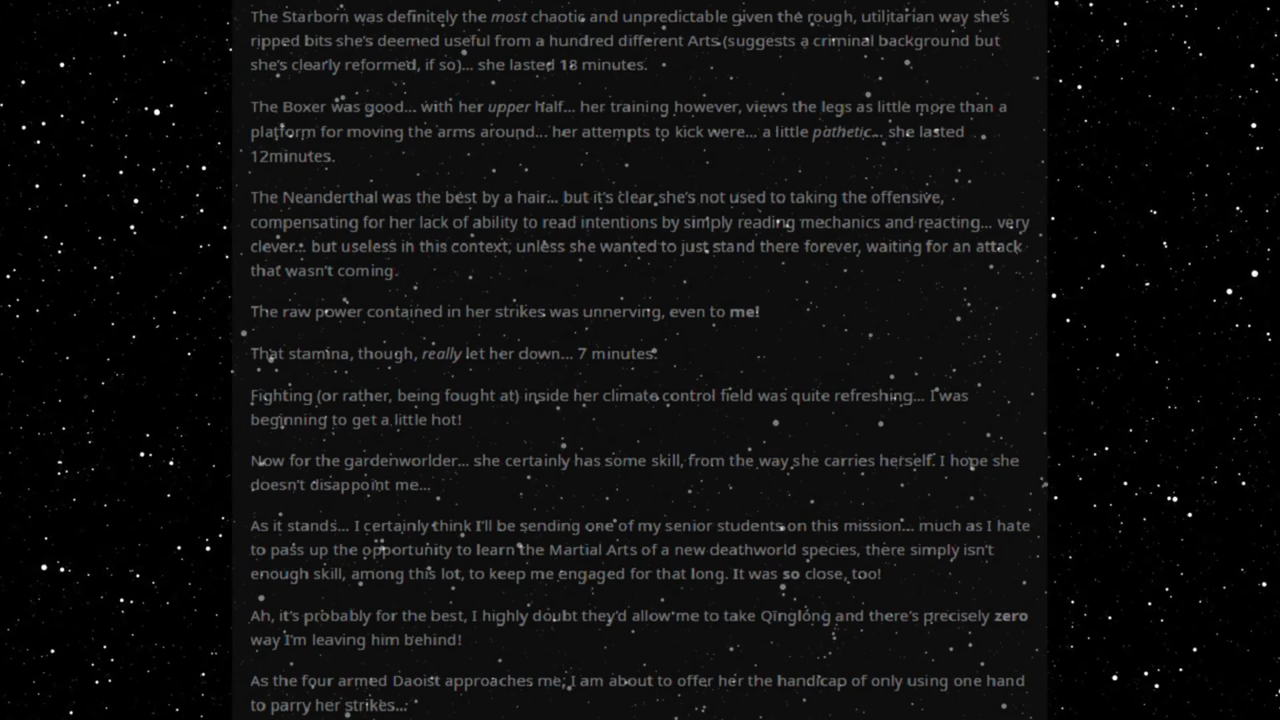 The Starborn was definitely the most chaotic and unpredictable given the rough, utilitarian way she's
ripped bits she's deemed useful from a hundred different Arts (suggests a criminal background but
she's clearly reformed, if so)... she lasted 18 minutes.
The Boxer was good... with her upper half... her training however, views the legs as little more than a
platform for moving the arms around... her attempts to kick were... a little pathetic... she lasted
12minutes.
The Neanderthal was the best by a hair... but it's clear she's not used to taking the offensive,
compensating for her lack of ability to read intentions by simply reading mechanics and reacting... very
clever... but useless in this context, unless she wanted to just stand there forever, waiting for an attack
that wasn't coming.
The raw power contained in her strikes was unnerving, even to me!
That stamina, though, really let her down... 7 minutes.
Fighting (or rather, being fought at) inside her climate control field was quite refreshing... I was
beginning to get a little hot!
Now for the gardenworlder... she certainly has some skill, from the way she carries herself. I hope she
doesn't disappoint me...
As it stands... I certainly think I'll be sending one of my senior students on this mission... much as I hate
to pass up the opportunity to learn the Martial Arts of a new deathworld species, there simply isn't
enough skill, among this lot, to keep me engaged for that long. It was so close, too!
Ah, it's probably for the best, I highly doubt they'd allow me to take Qīnglóng and there's precisely zero
way I'm leaving him behind!
As the four armed Daoist approaches me, I am about to offer her the handicap of only using one hand
to parry her strikes...